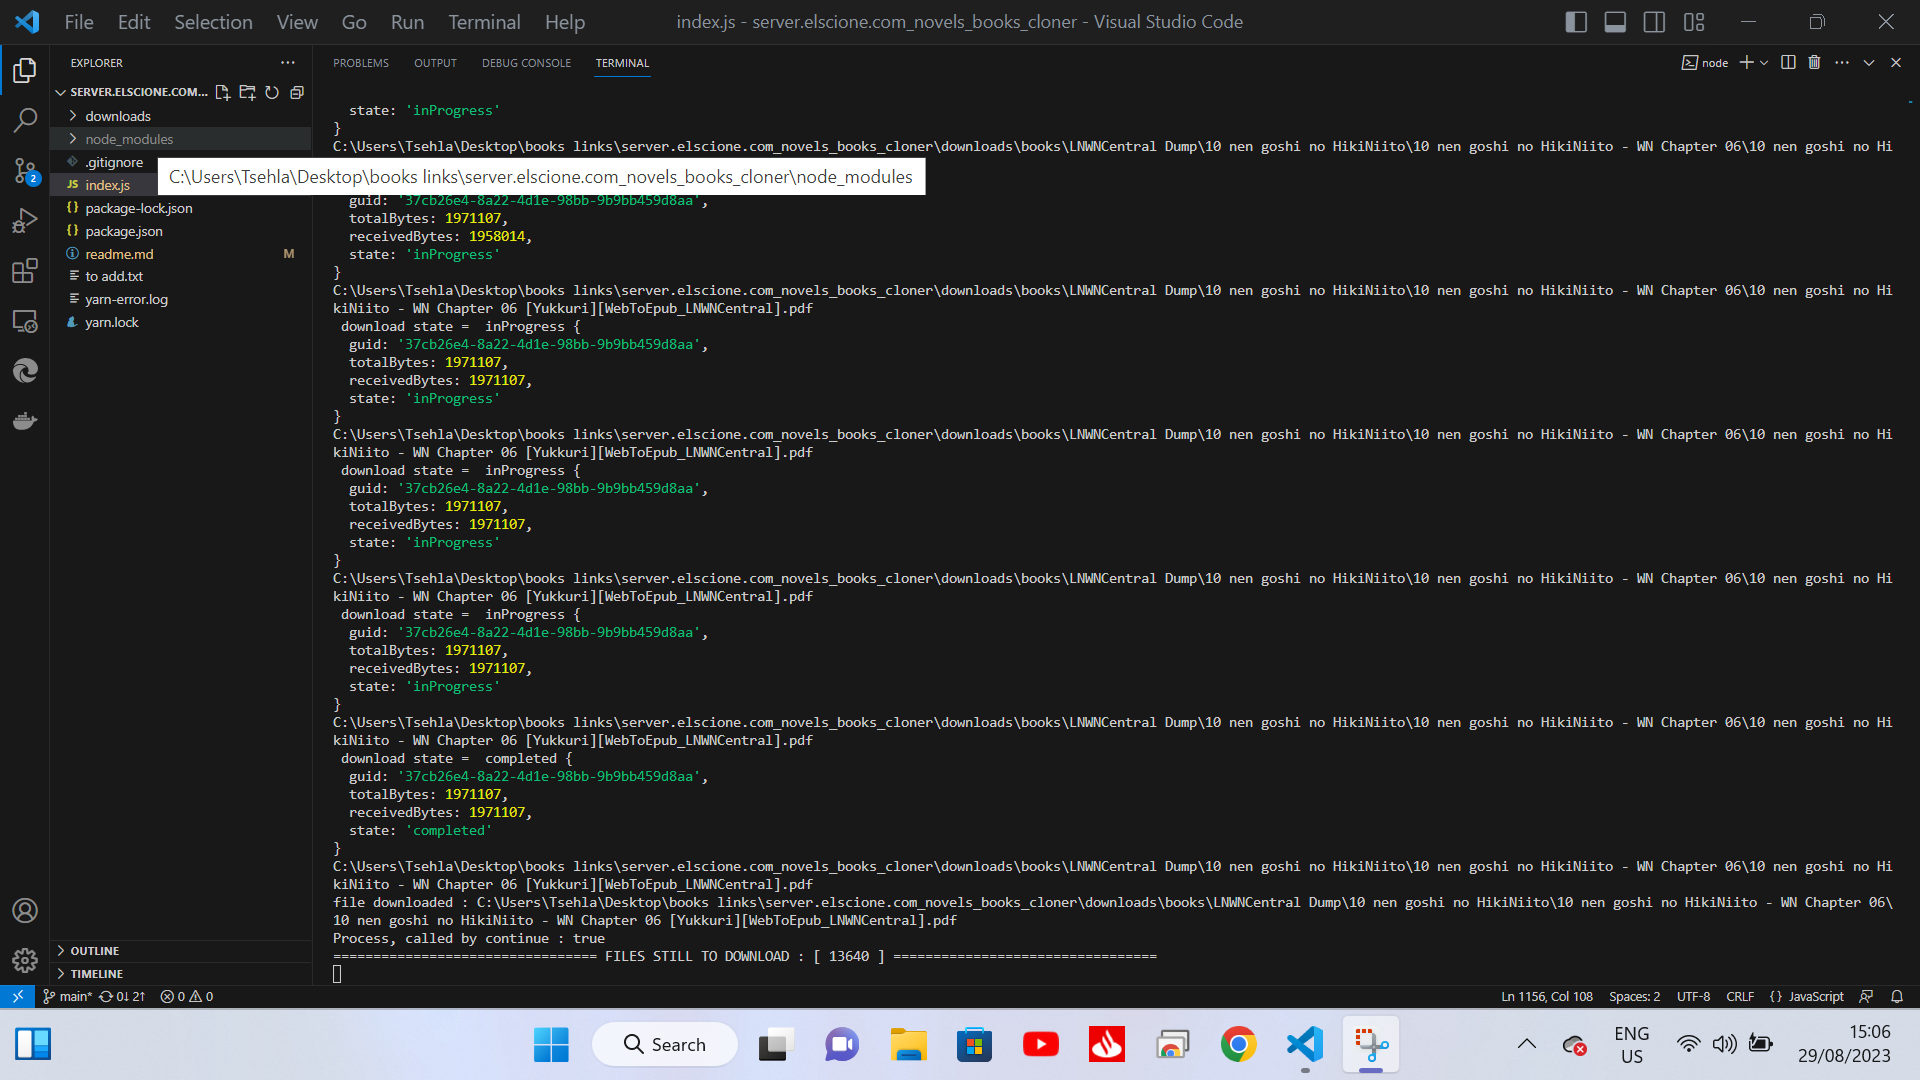 File Edit Selection View Go Run Terminal Help
index.js - server.elscione.com_novels_books_cloner - Visual Studio Code
EXPLORER
SERVER.ELSCIONE.COM...
downloads
node_modules
.gitignore
JS index.js
package-lock.json
package.json
readme.md M
to add.txt
yarn-error.log
yarn.lock
OUTLINE
TIMELINE
2
C:\Users\Tsehla\Desktop\books links\server.elscione.com_novels_books_cloner\node_modules
PROBLEMS OUTPUT DEBUG CONSOLE TERMINAL
node
state: 'inProgress'
}
C:\Users\Tsehla\Desktop\books links\server.elscione.com_novels_books_cloner\downloads\books\LNWNCentral Dump\10 nen goshi no HikiNiito\10 nen goshi no HikiNiito - WN Chapter 06\10 nen goshi no Hi
guid: '37cb26e4-8a22-4d1e-98bb-9b9bb459d8aa',
totalBytes: 1971107,
receivedBytes: 1958014,
state: 'inProgress'
}
C:\Users\Tsehla\Desktop\books links\server.elscione.com_novels_books_cloner\downloads\books\LNWNCentral Dump\10 nen goshi no HikiNiito\10 nen goshi no HikiNiito - WN Chapter 06\10 nen goshi no Hi
kiNiito - WN Chapter 06 [Yukkuri][WebToEpub_LNWNCentral].pdf
download state =  inProgress {
guid: '37cb26e4-8a22-4d1e-98bb-9b9bb459d8aa',
totalBytes: 1971107,
receivedBytes: 1971107,
state: 'inProgress'
}
C:\Users\Tsehla\Desktop\books links\server.elscione.com_novels_books_cloner\downloads\books\LNWNCentral Dump\10 nen goshi no HikiNiito\10 nen goshi no HikiNiito - WN Chapter 06\10 nen goshi no Hi
kiNiito - WN Chapter 06 [Yukkuri][WebToEpub_LNWNCentral].pdf
download state =  inProgress {
guid: '37cb26e4-8a22-4d1e-98bb-9b9bb459d8aa',
totalBytes: 1971107,
receivedBytes: 1971107,
state: 'inProgress'
}
C:\Users\Tsehla\Desktop\books links\server.elscione.com_novels_books_cloner\downloads\books\LNWNCentral Dump\10 nen goshi no HikiNiito\10 nen goshi no HikiNiito - WN Chapter 06\10 nen goshi no Hi
kiNiito - WN Chapter 06 [Yukkuri][WebToEpub_LNWNCentral].pdf
download state =  inProgress {
guid: '37cb26e4-8a22-4d1e-98bb-9b9bb459d8aa',
totalBytes: 1971107,
receivedBytes: 1971107,
state: 'inProgress'
}
C:\Users\Tsehla\Desktop\books links\server.elscione.com_novels_books_cloner\downloads\books\LNWNCentral Dump\10 nen goshi no HikiNiito\10 nen goshi no HikiNiito - WN Chapter 06\10 nen goshi no Hi
kiNiito - WN Chapter 06 [Yukkuri][WebToEpub_LNWNCentral].pdf
download state =  completed {
guid: '37cb26e4-8a22-4d1e-98bb-9b9bb459d8aa',
totalBytes: 1971107,
receivedBytes: 1971107,
state: 'completed'
}
C:\Users\Tsehla\Desktop\books links\server.elscione.com_novels_books_cloner\downloads\books\LNWNCentral Dump\10 nen goshi no HikiNiito\10 nen goshi no HikiNiito - WN Chapter 06\10 nen goshi no Hi
kiNiito - WN Chapter 06 [Yukkuri][WebToEpub_LNWNCentral].pdf
file downloaded : C:\Users\Tsehla\Desktop\books links\server.elscione.com_novels_books_cloner\downloads\books\LNWNCentral Dump\10 nen goshi no HikiNiito\10 nen goshi no HikiNiito - WN Chapter 06\
10 nen goshi no HikiNiito - WN Chapter 06 [Yukkuri][WebToEpub_LNWNCentral].pdf
Process, called by continue : true
================================= FILES STILL TO DOWNLOAD : [ 13640 ] =================================
main* 0↓ 2↑ 0 0
Ln 1156, Col 108 Spaces: 2 UTF-8 CRLF {} JavaScript
Search
ENG
US
15:06
29/08/2023